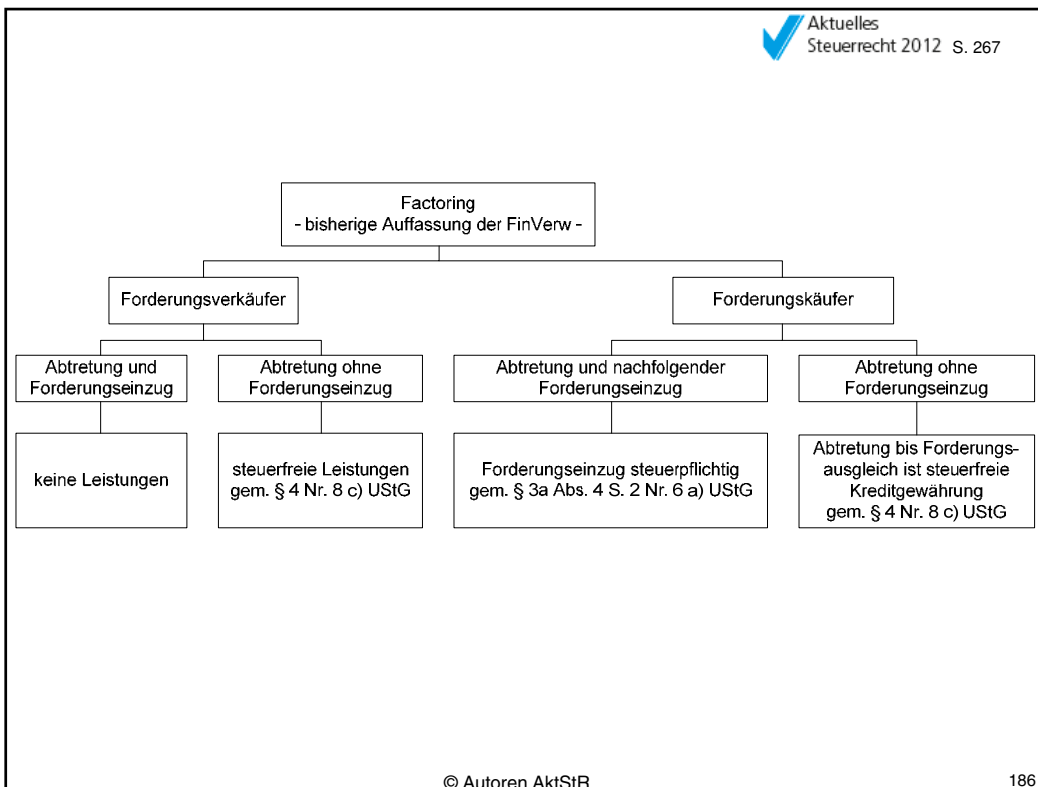 Aktuelles
Steuerrecht 2012 S. 267
Factoring
- bisherige Auffassung der FinVerw -
Forderungsverkäufer
Forderungskäufer
Abtretung und
Forderungseinzug
Abtretung ohne
Forderungseinzug
Abtretung und nachfolgender
Forderungseinzug
Abtretung ohne
Forderungseinzug
keine Leistungen
steuerfreie Leistungen
gem. § 4 Nr. 8 c) UStG
Forderungseinzug steuerpflichtig
gem. § 3a Abs. 4 S. 2 Nr. 6 a) UStG
Abtretung bis Forderungs-
ausgleich ist steuerfreie
Kreditgewährung
gem. § 4 Nr. 8 c) UStG
© Autoren AktStR
186